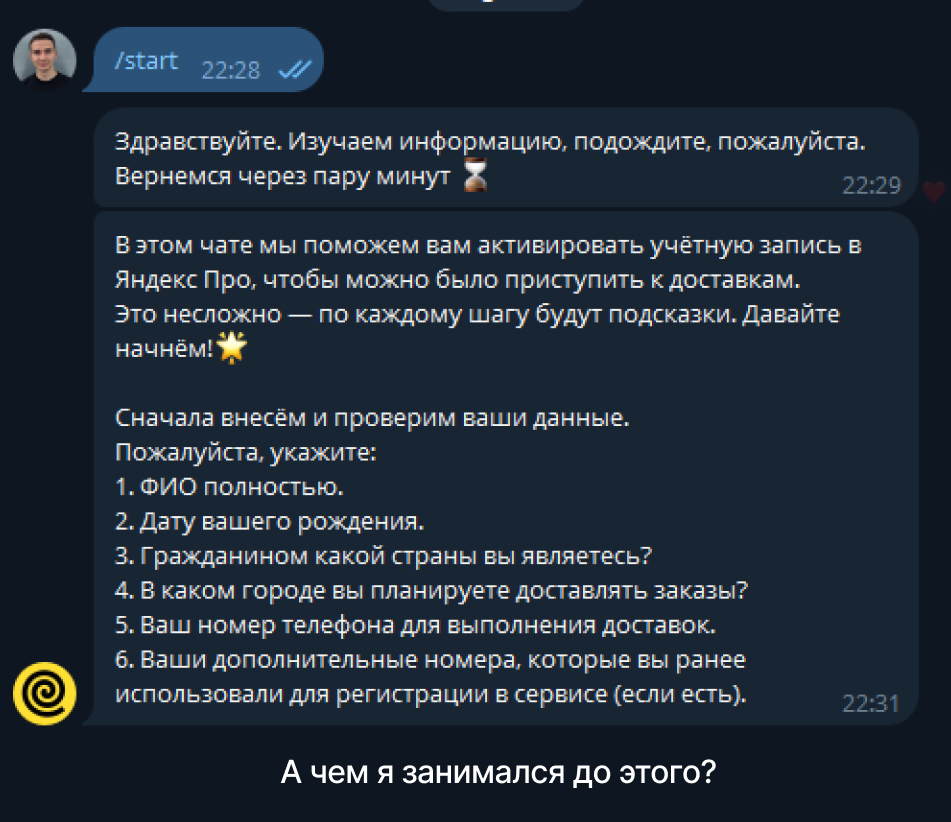 /start 22:28
Здравствуйте. Изучаем информацию, подождите, пожалуйста.
Вернемся через пару минут ⏳
22:29
В этом чате мы поможем вам активировать учётную запись в
Яндекс Про, чтобы можно было приступить к доставкам.
Это несложно — по каждому шагу будут подсказки. Давайте
начнём!🌟
Сначала внесём и проверим ваши данные.
Пожалуйста, укажите:
1. ФИО полностью.
2. Дату вашего рождения.
3. Гражданином какой страны вы являетесь?
4. В каком городе вы планируете доставлять заказы?
5. Ваш номер телефона для выполнения доставок.
6. Ваши дополнительные номера, которые вы ранее
использовали для регистрации в сервисе (если есть).
22:31
А чем я занимался до этого?